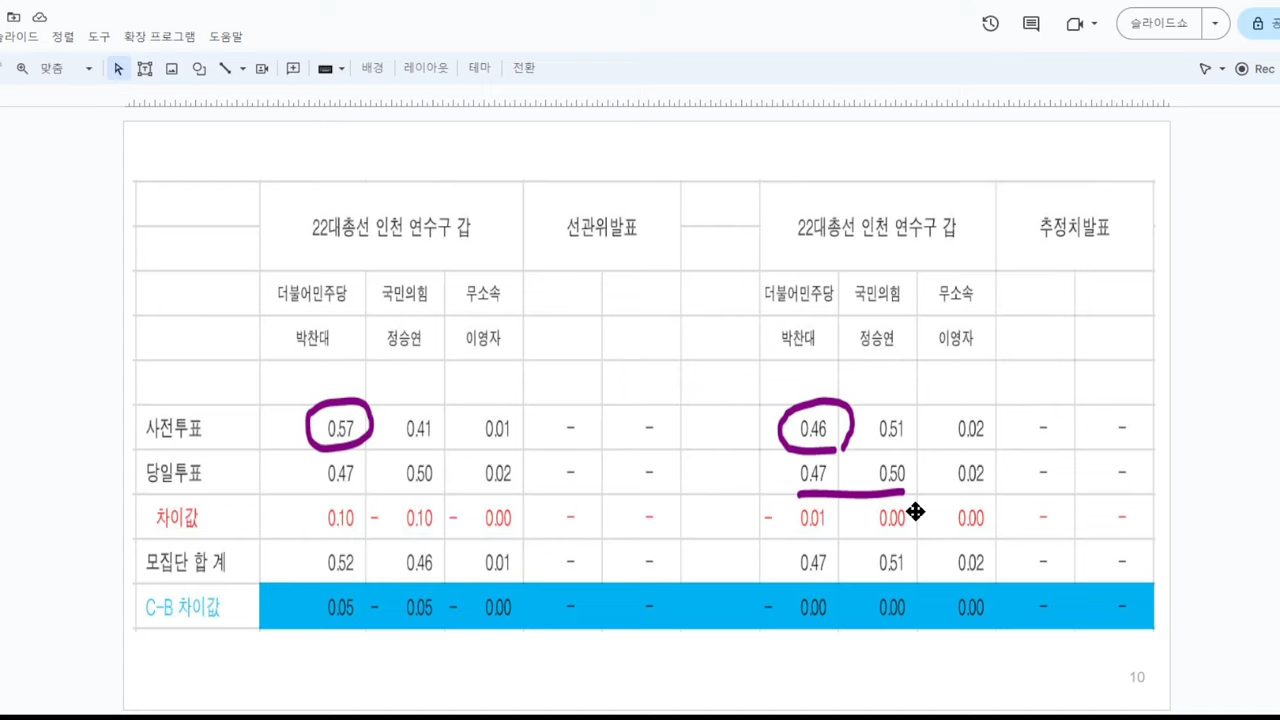 슬라이드 정렬 도구 확장 프로그램 도움말
슬라이드쇼
맞춤 배경 레이아웃 테마 전환 Rec
22대총선 인천 연수구 갑 선관위발표 22대총선 인천 연수구 갑 추정치발표
더불어민주당 국민의힘 무소속 더불어민주당 국민의힘 무소속
박찬대 정승연 이영자 박찬대 정승연 이영자
사전투표 0.57 0.41 0.01 - - 0.46 0.51 0.02 - -
당일투표 0.47 0.50 0.02 - - 0.47 0.50 0.02 - -
차이값 0.10 - 0.10 - 0.00 - - - 0.01 0.00 0.00 - -
모집단 합 계 0.52 0.46 0.01 - - 0.47 0.51 0.02 - -
C-B 차이값 0.05 - 0.05 - 0.00 - - - 0.00 0.00 0.00 - -
10